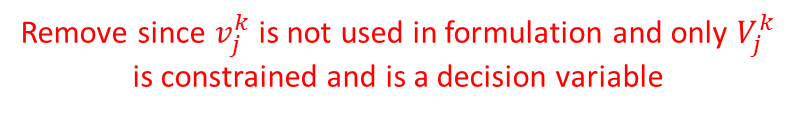 Remove since $v_j^k$ is not used in formulation and only $V_j^k$
is constrained and is a decision variable